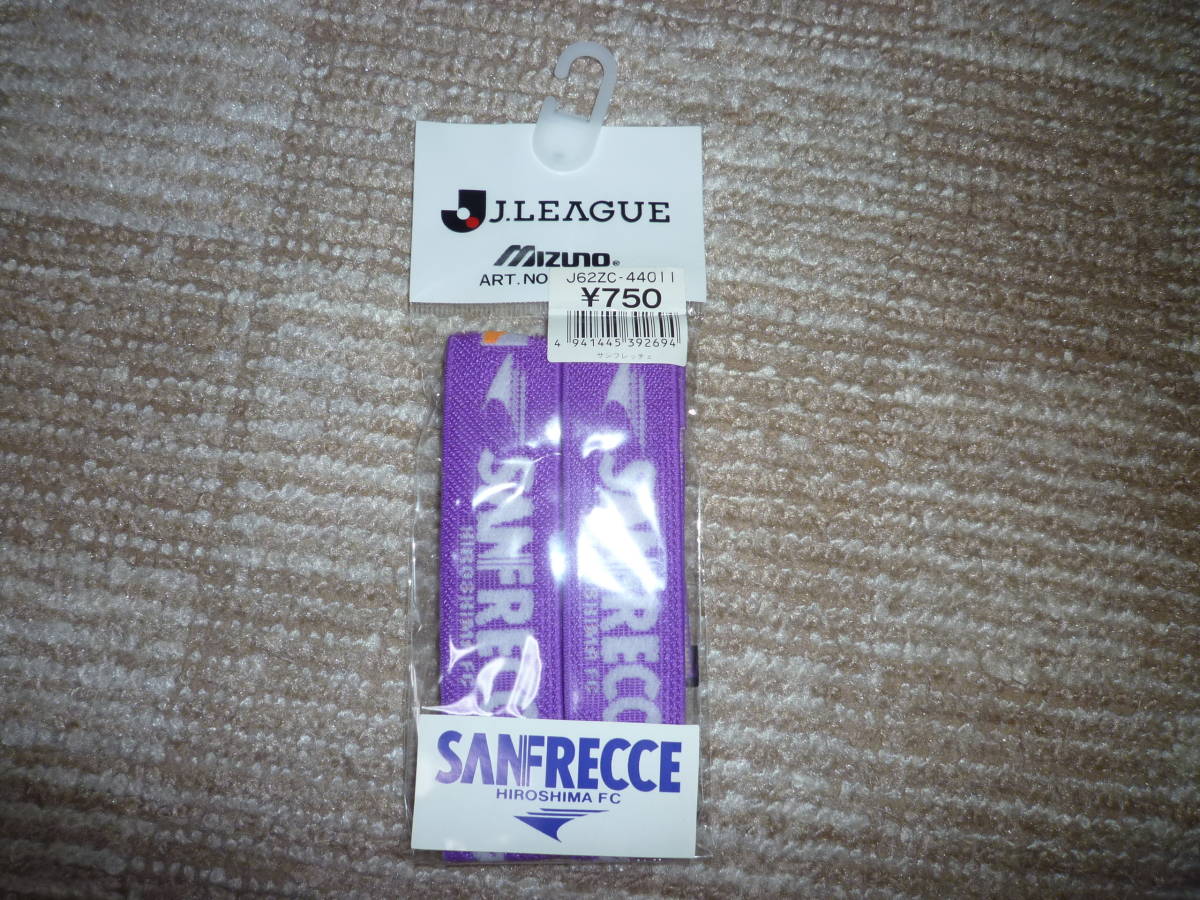 J.LEAGUE
MIZUNO®
ART.NO
J62ZC-44011
¥750
4 941445 392694
サンフレッチェ
SANFRECCE
HIROSHIMA FC
SANFRECC
HIROSHIMA FC
SANFRECCE
HIROSHIMA FC